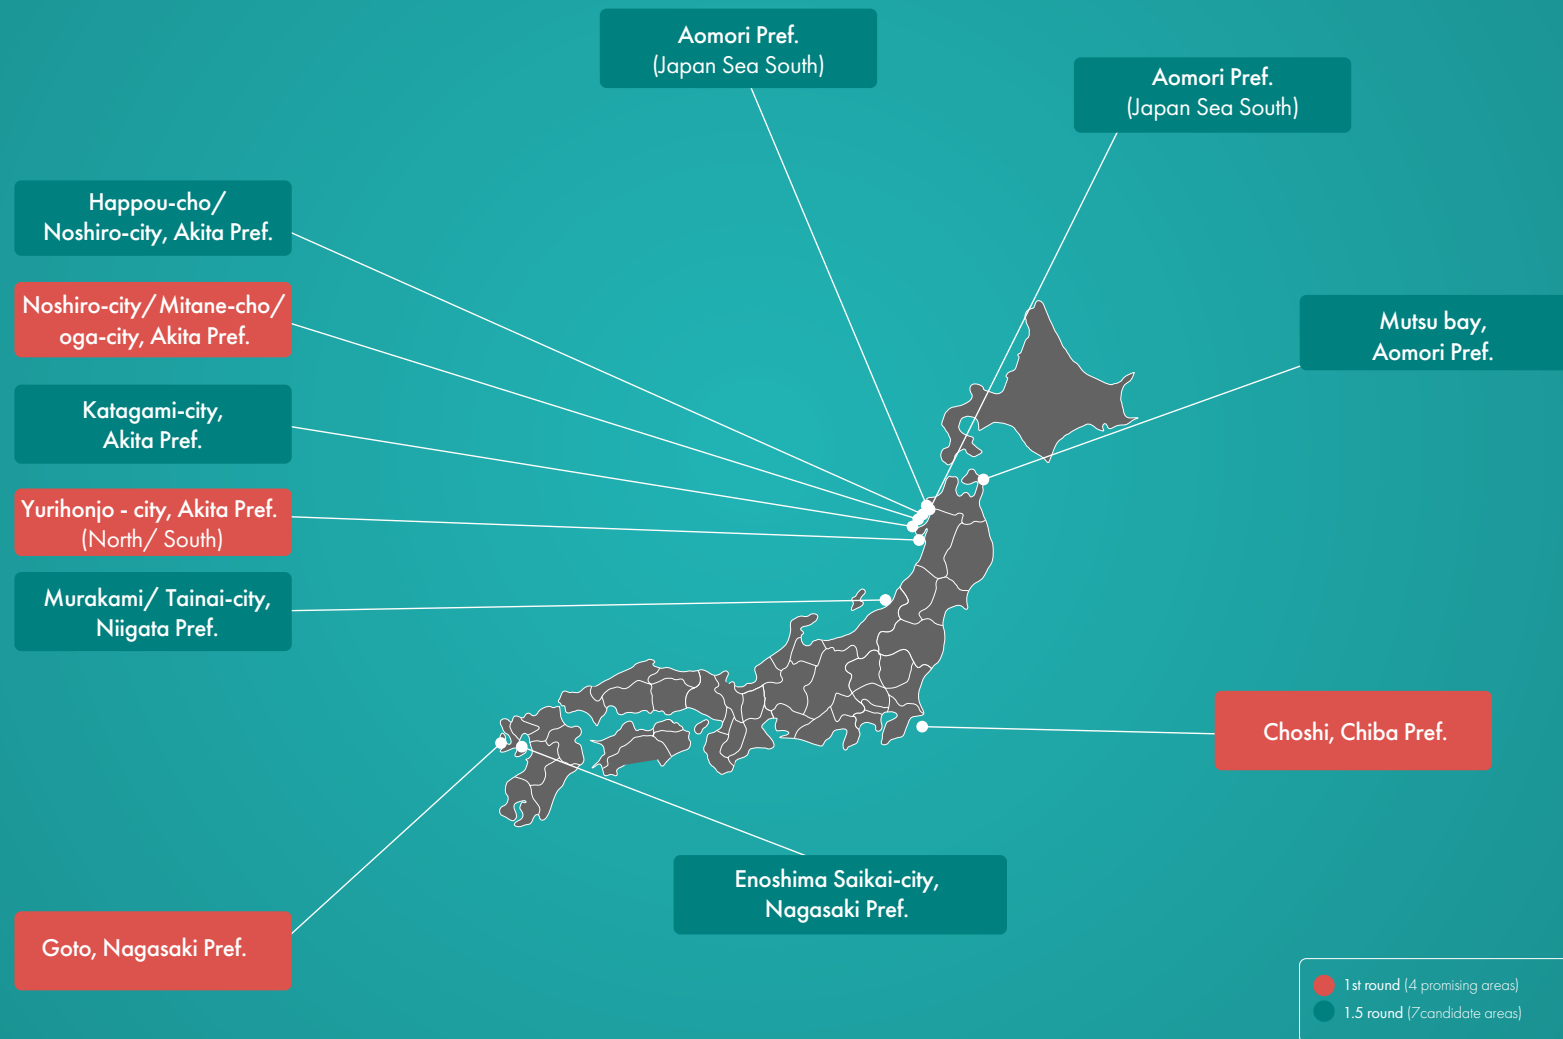 Aomori Pref.
(Japan Sea South)
Aomori Pref.
(Japan Sea South)
Happou-cho/
Noshiro-city, Akita Pref.
Noshiro-city/ Mitane-cho/
oga-city, Akita Pref.
Mutsu bay,
Aomori Pref.
Katagami-city,
Akita Pref.
Yurihonjo - city, Akita Pref.
(North/ South)
Murakami/ Tainai-city,
Niigata Pref.
Choshi, Chiba Pref.
Enoshima Saikai-city,
Nagasaki Pref.
Goto, Nagasaki Pref.
1st round (4 promising areas)
1.5 round (7candidate areas)